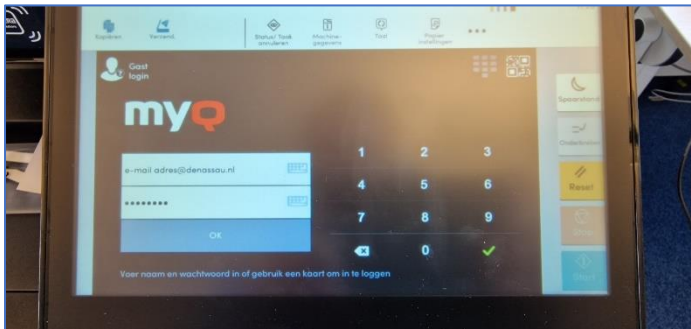 Kopiëren
Verzend.
Status/ Taak
annuleren
Machine-
gegevens
Taal
Papier
instellingen
Gast
login
myQ
Spaarstand
e-mail adres@denassau.nl
1 2 3
4 5 6
7 8 9
0
Onderbreken
Reset
OK
Stop
Start
Voer naam en wachtwoord in of gebruik een kaart om in te loggen